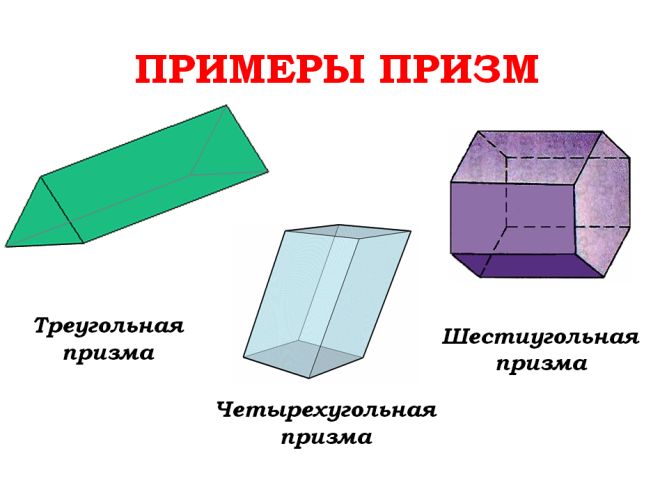 ПРИМЕРЫ ПРИЗМ
Треугольная
призма
Четырехугольная
призма
Шестиугольная
призма